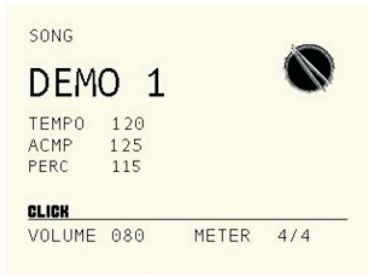 SONG
DEMO 1
TEMPO 120
ACMP 125
PERC 115
CLICK
VOLUME 080 METER 4/4